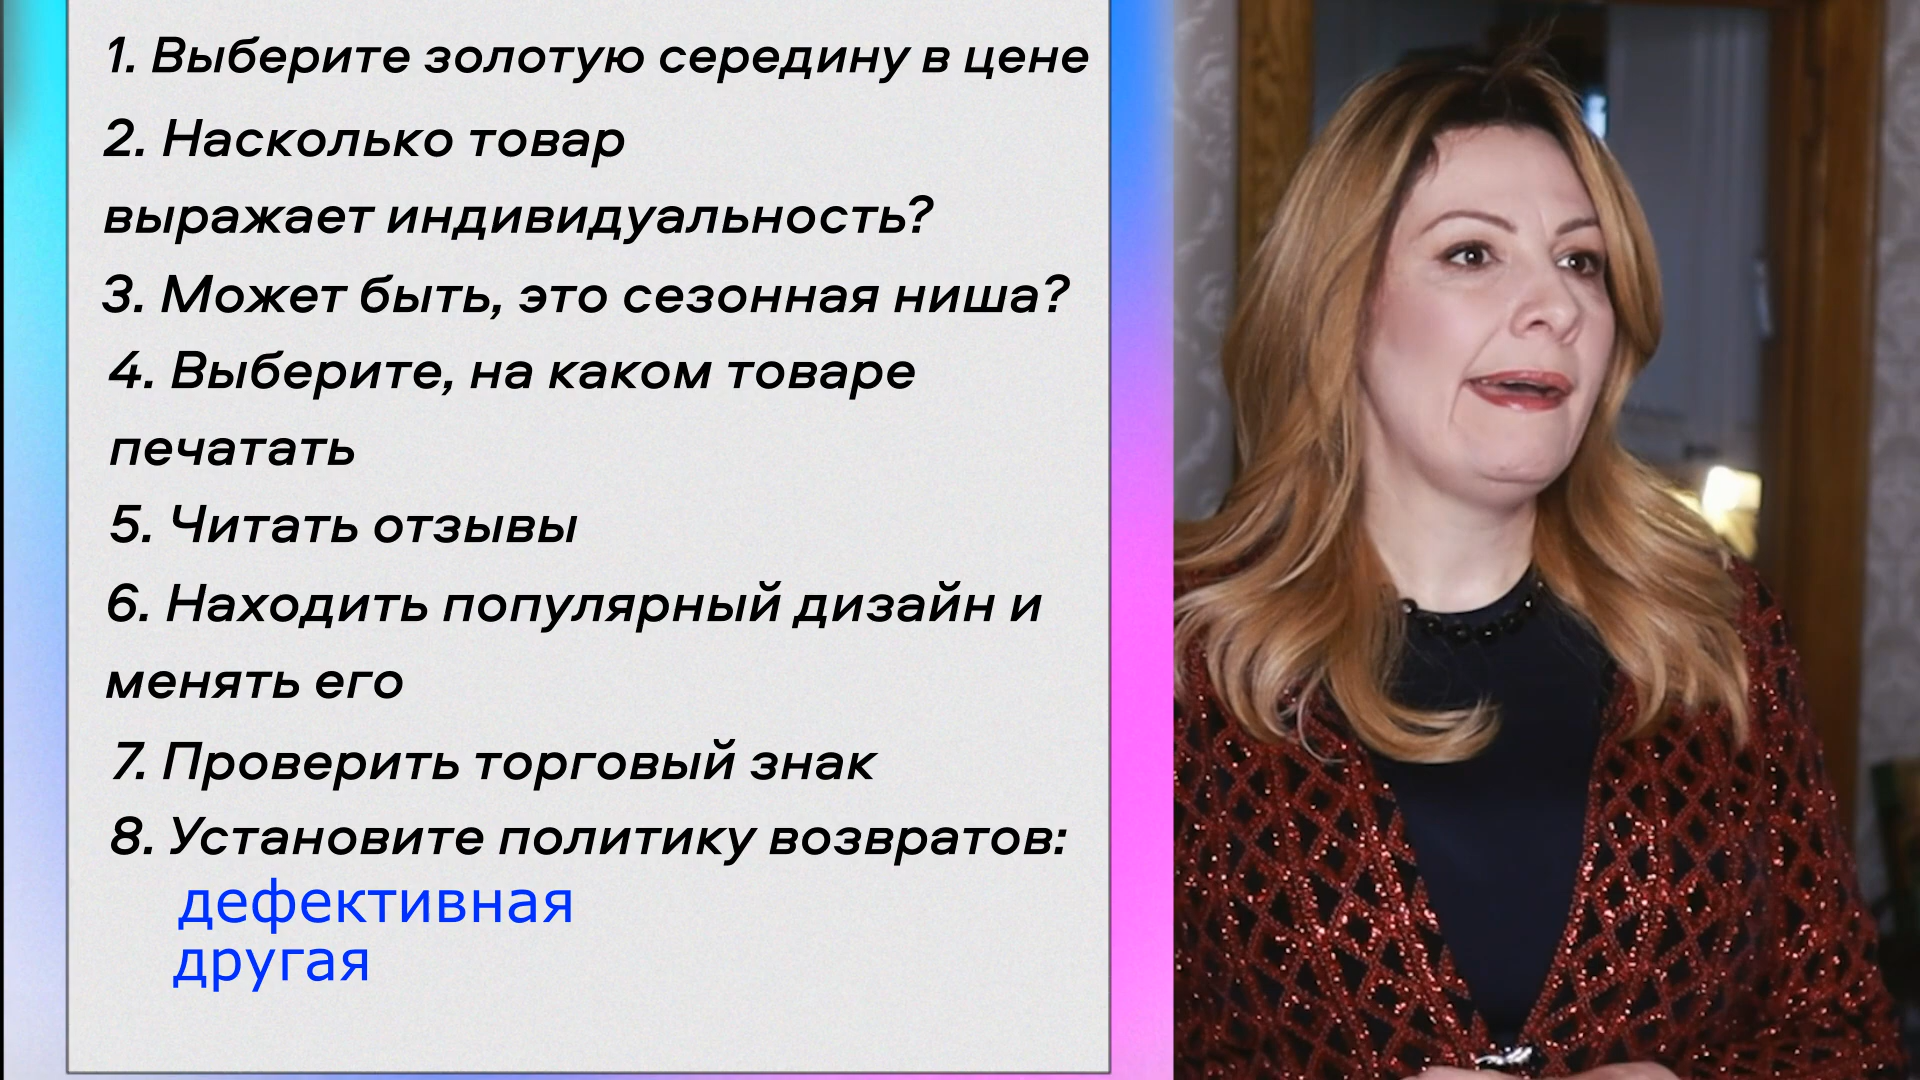 1. Выберите золотую середину в цене
2. Насколько товар
выражает индивидуальность?
3. Может быть, это сезонная ниша?
4. Выберите, на каком товаре
печатать
5. Читать отзывы
6. Находить популярный дизайн и
менять его
7. Проверить торговый знак
8. Установите политику возвратов:
дефективная
другая